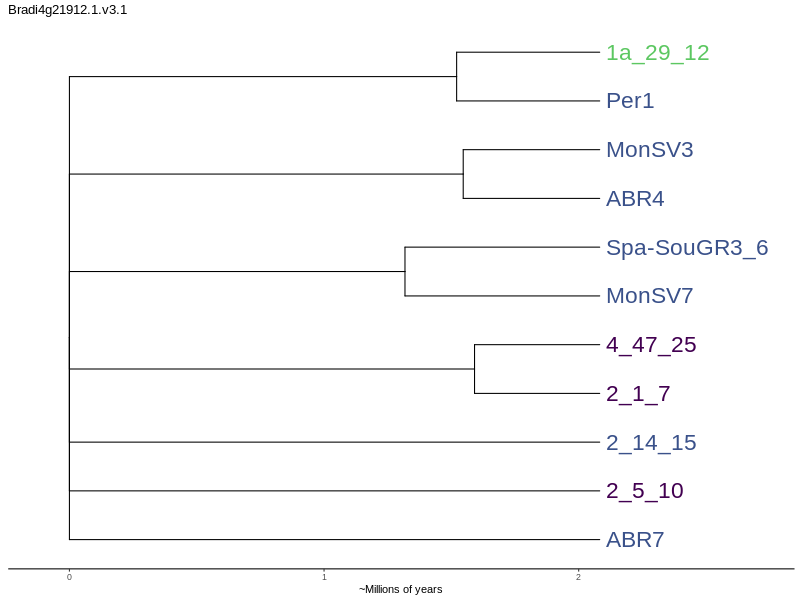 Bradi4g21912.1.v3.1
1a_29_12
Per1
MonSV3
ABR4
Spa-SouGR3_6
MonSV7
4_47_25
2_1_7
2_14_15
2_5_10
ABR7
0 1 2
~Millions of years